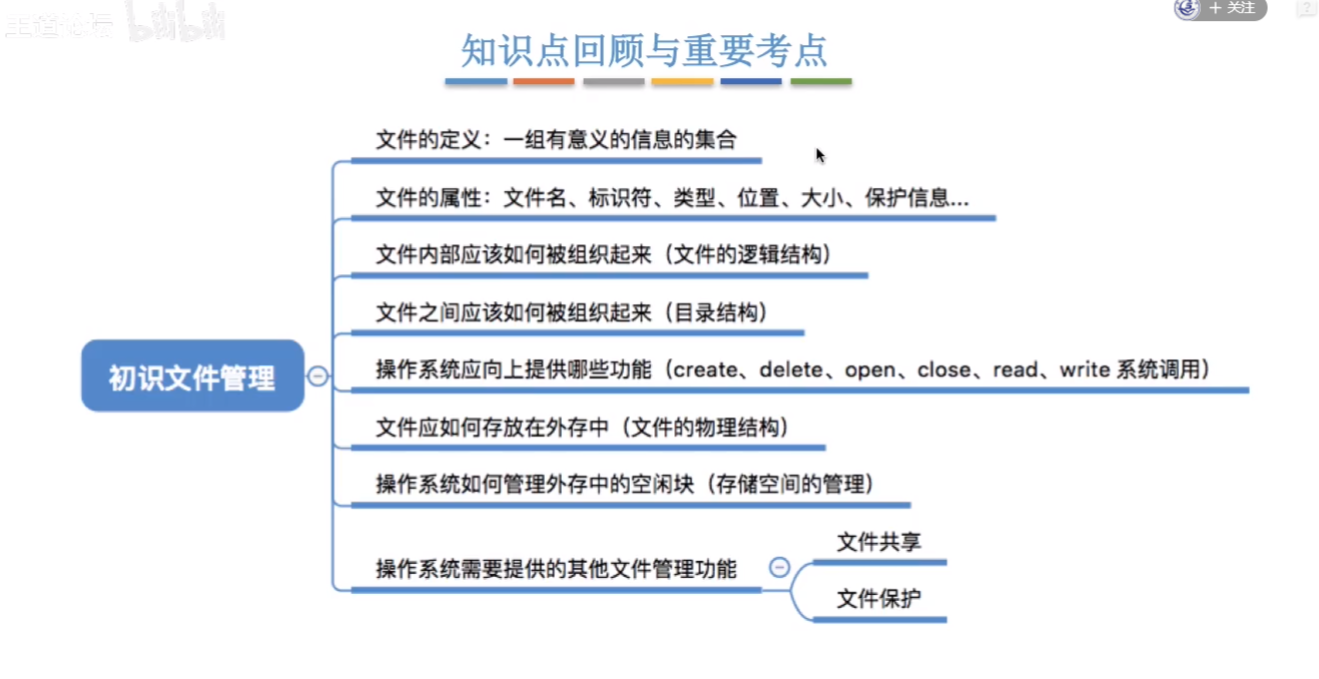 王道论坛 bilibili
+ 关注
2
知识点回顾与重要考点
文件的定义：一组有意义的信息的集合
文件的属性：文件名、标识符、类型、位置、大小、保护信息...
文件内部应该如何被组织起来（文件的逻辑结构）
文件之间应该如何被组织起来（目录结构）
初识文件管理
操作系统应向上提供哪些功能（create、delete、open、close、read、write 系统调用）
文件应如何存放在外存中（文件的物理结构）
操作系统如何管理外存中的空闲块（存储空间的管理）
操作系统需要提供的其他文件管理功能
文件共享
文件保护